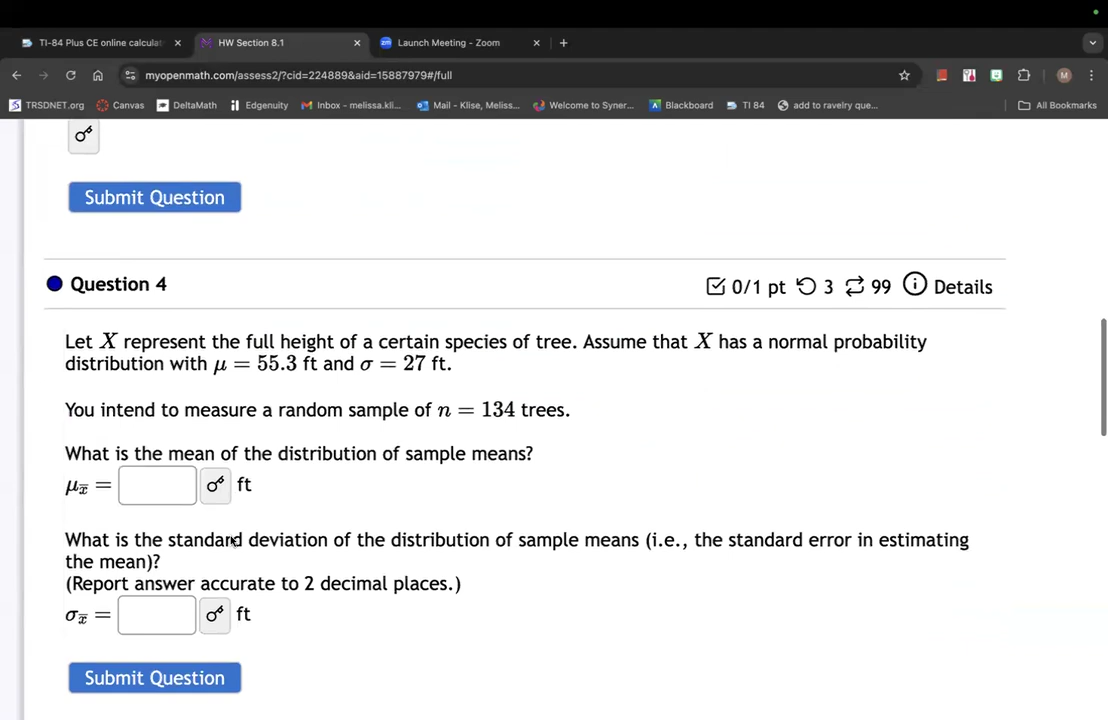 TI-84 Plus CE online calculat
HW Section 8.1
Launch Meeting - Zoom
myopenmath.com/assess2/?cid=224889&aid=15887979#/full
M
TRSDNET.org
Canvas
DeltaMath
Edgenuity
Inbox - melissa.kli...
Mail - Klise, Meliss...
Welcome to Syner...
Blackboard
TI 84
add to ravelry que...
All Bookmarks
Submit Question
Question 4
0/1 pt 3 99 Details
Let X represent the full height of a certain species of tree. Assume that X has a normal probability
distribution with μ = 55.3 ft and σ = 27 ft.
You intend to measure a random sample of n = 134 trees.
What is the mean of the distribution of sample means?
μx̄ = ft
What is the standard deviation of the distribution of sample means (i.e., the standard error in estimating
the mean)?
(Report answer accurate to 2 decimal places.)
σx̄ = ft
Submit Question